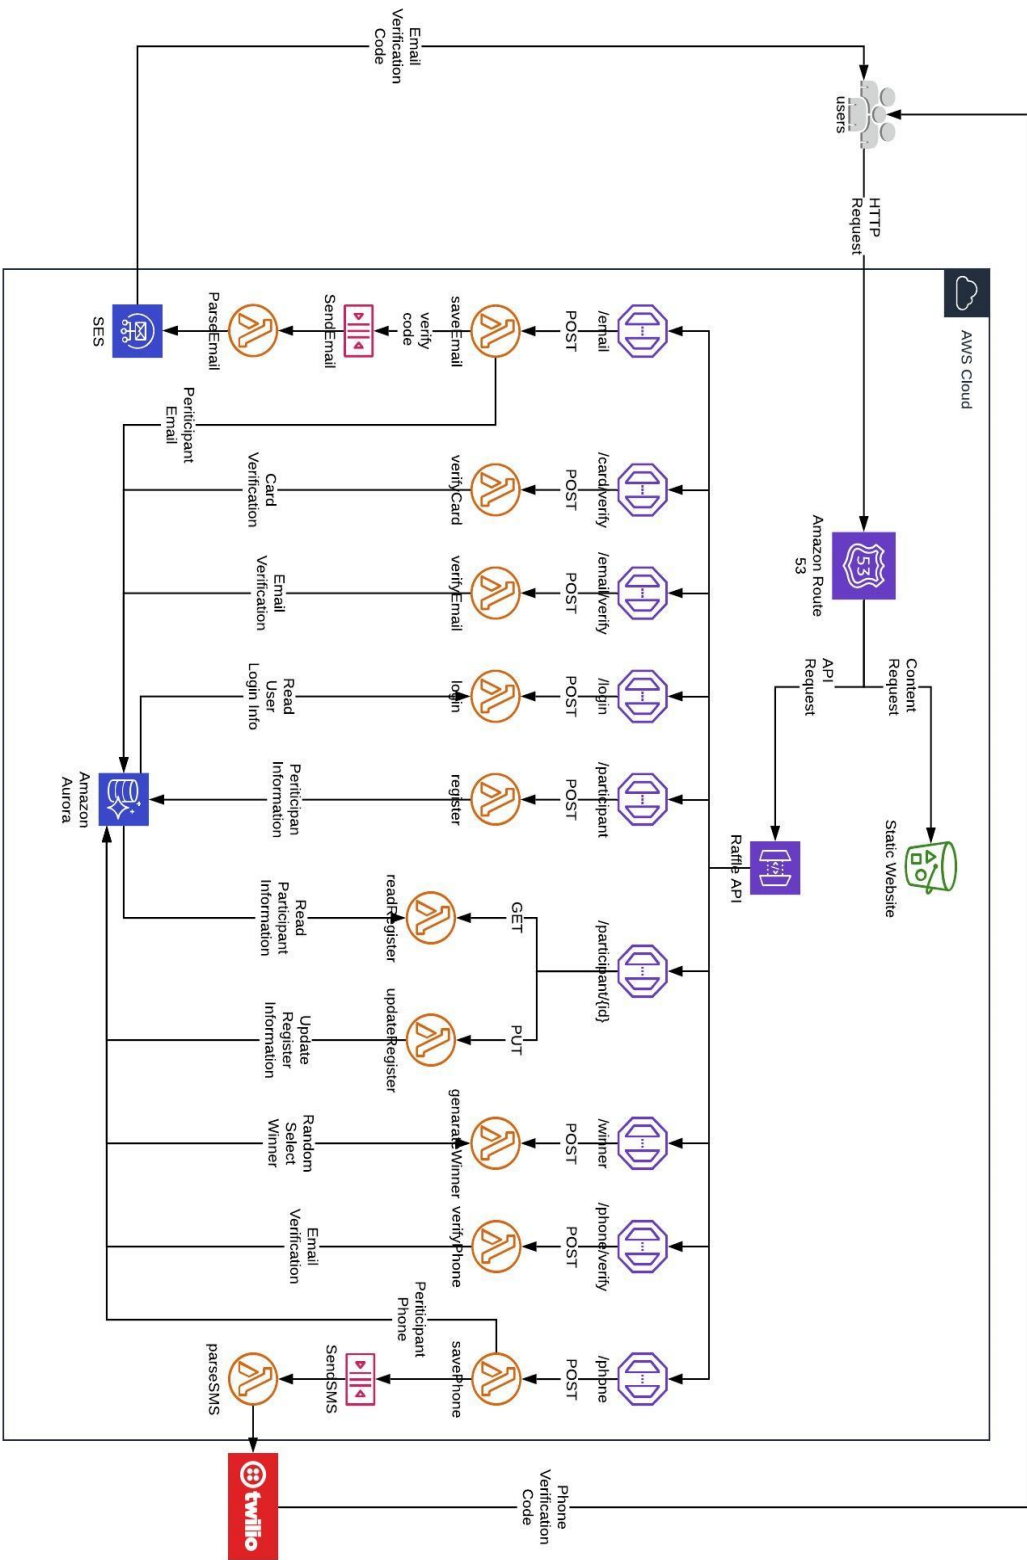 Email
Verification
Code
users
HTTP
Request
AWS Cloud
Amazon Route
53
53
Content
Request
API
Request
Static Website
Raffle API
/email
/card/verify
/email/verify
/login
/participant
/participant/{id}
/winner
/phone/verify
/phone
POST
POST
POST
POST
POST
GET
PUT
POST
POST
POST
saveEmail
verifyCard
verifyEmail
login
register
readRegister
updateRegister
genarateWinner
verifyPhone
savePhone
verify
code
SendEmail
ParseEmail
SES
Periticipant
Email
Card
Verification
Email
Verification
Read
User
Login Info
Periticipan
Information
Read
Participant
Information
Update
Register
Information
Random
Select
Winner
Email
Verification
Periticipant
Phone
SendSMS
parseSMS
Amazon
Aurora
twilio
Phone
Verification
Code